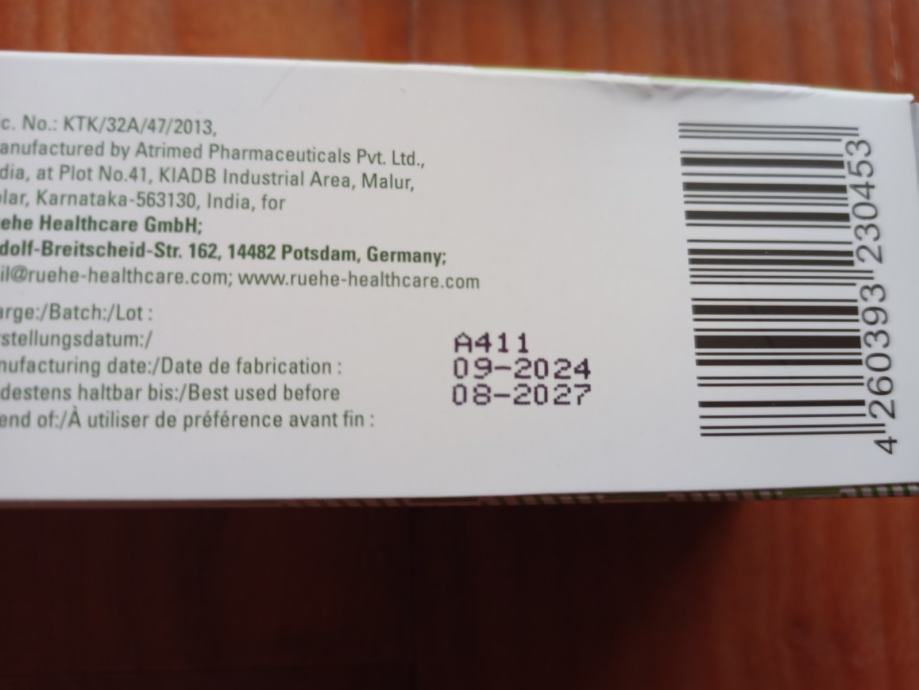 c. No.: KTK/32A/47/2013,
anufactured by Atrimed Pharmaceuticals Pvt. Ltd.,
dia, at Plot No.41, KIADB Industrial Area, Malur,
olar, Karnataka-563130, India, for
ehe Healthcare GmbH;
dolf-Breitscheid-Str. 162, 14482 Potsdam, Germany;
il@ruehe-healthcare.com; www.ruehe-healthcare.com
arge:/Batch:/Lot :
stellungsdatum:/
nufacturing date:/Date de fabrication :
destens haltbar bis:/Best used before
end of:/À utiliser de préférence avant fin :
A411
09-2024
08-2027
4 260393 230453